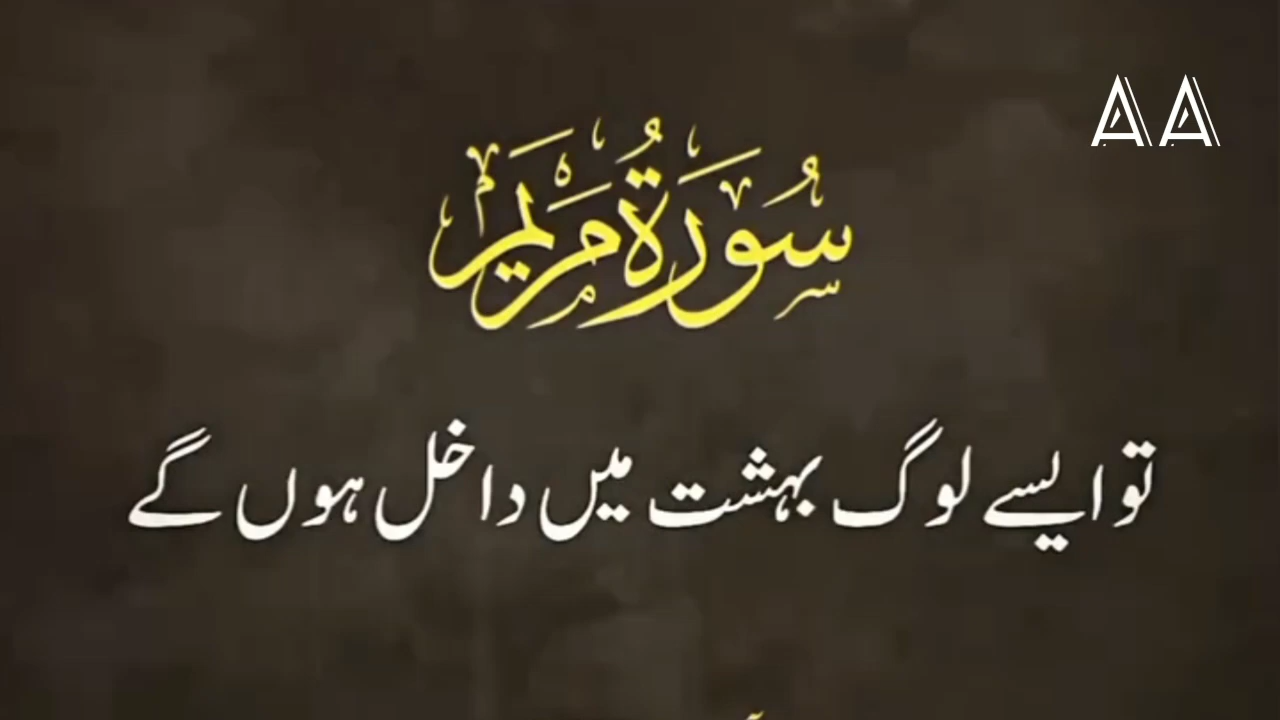 AA
سُورَةُ مَرْيَم
تو ایسے لوگ بہشت میں داخل ہوں گے